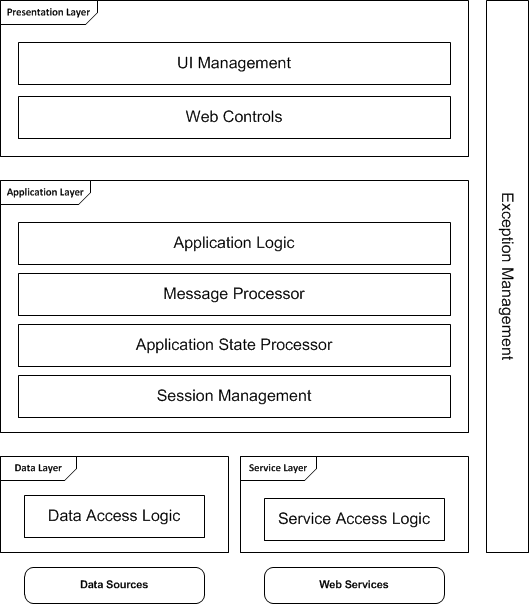 Presentation Layer
UI Management
Web Controls
Application Layer
Application Logic
Message Processor
Application State Processor
Session Management
Data Layer
Data Access Logic
Service Layer
Service Access Logic
Data Sources
Web Services
Exception Management